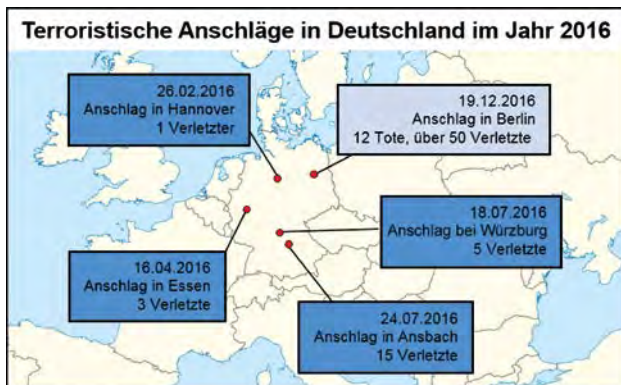 Terroristische Anschläge in Deutschland im Jahr 2016
26.02.2016
Anschlag in Hannover
1 Verletzter
19.12.2016
Anschlag in Berlin
12 Tote, über 50 Verletzte
18.07.2016
Anschlag bei Würzburg
5 Verletzte
16.04.2016
Anschlag in Essen
3 Verletzte
24.07.2016
Anschlag in Ansbach
15 Verletzte